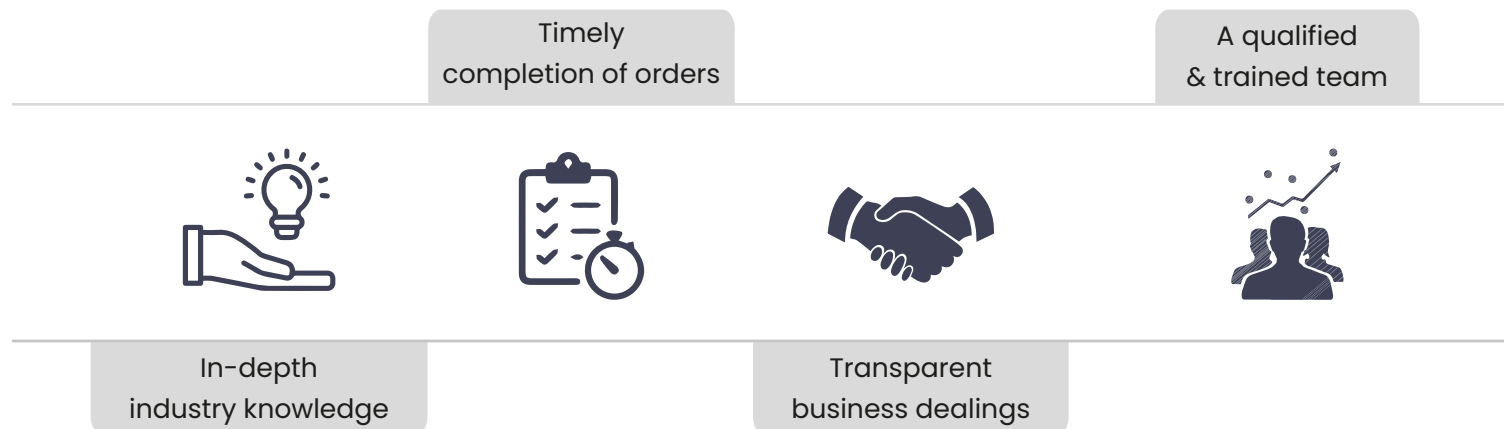 Timely
completion of orders
A qualified
& trained team
In-depth
industry knowledge
Transparent
business dealings